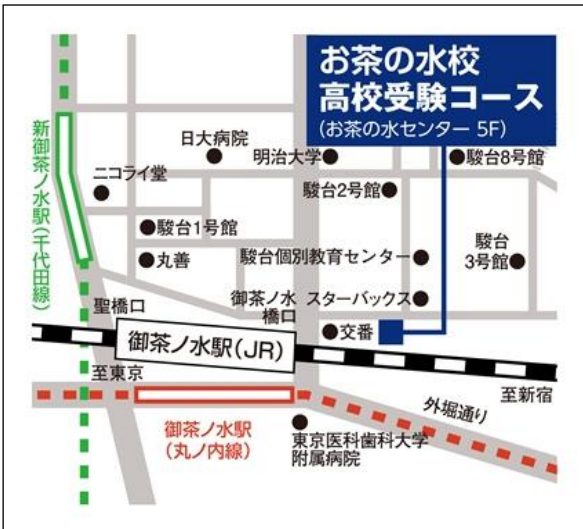 お茶の水校
高校受験コース
(お茶の水センター 5F)
日大病院
明治大学
駿台8号館
ニコライ堂
駿台2号館
新御茶ノ水駅(千代田線)
駿台1号館
丸善
駿台個別教育センター
駿台
3号館
聖橋口
御茶ノ水
橋口
スターバックス
交番
御茶ノ水駅(JR)
至東京
至新宿
外堀通り
御茶ノ水駅
(丸ノ内線)
東京医科歯科大学
附属病院